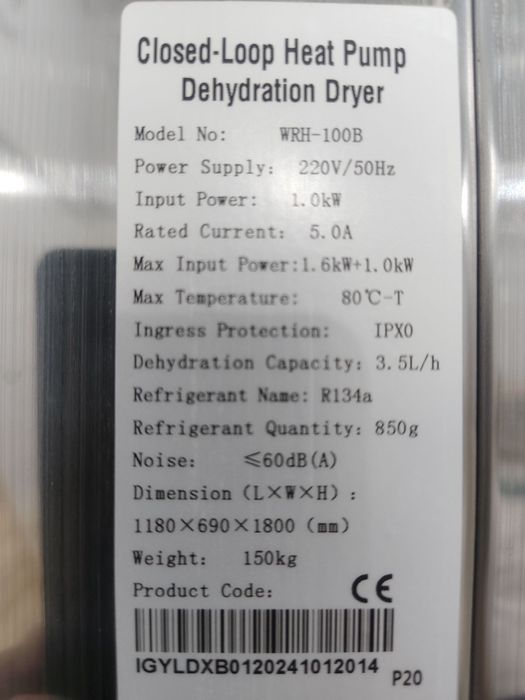 Closed-Loop Heat Pump
Dehydration Dryer
Model No: WRH-100B
Power Supply: 220V/50Hz
Input Power: 1.0kW
Rated Current: 5.0A
Max Input Power:1.6kW+1.0kW
Max Temperature: 80℃-T
Ingress Protection: IPX0
Dehydration Capacity: 3.5L/h
Refrigerant Name: R134a
Refrigerant Quantity: 850g
Noise: ≤60dB(A)
Dimension (L×W×H) :
1180×690×1800 (mm)
Weight: 150kg
Product Code: CE
IGYLDXB0120241012014
P20